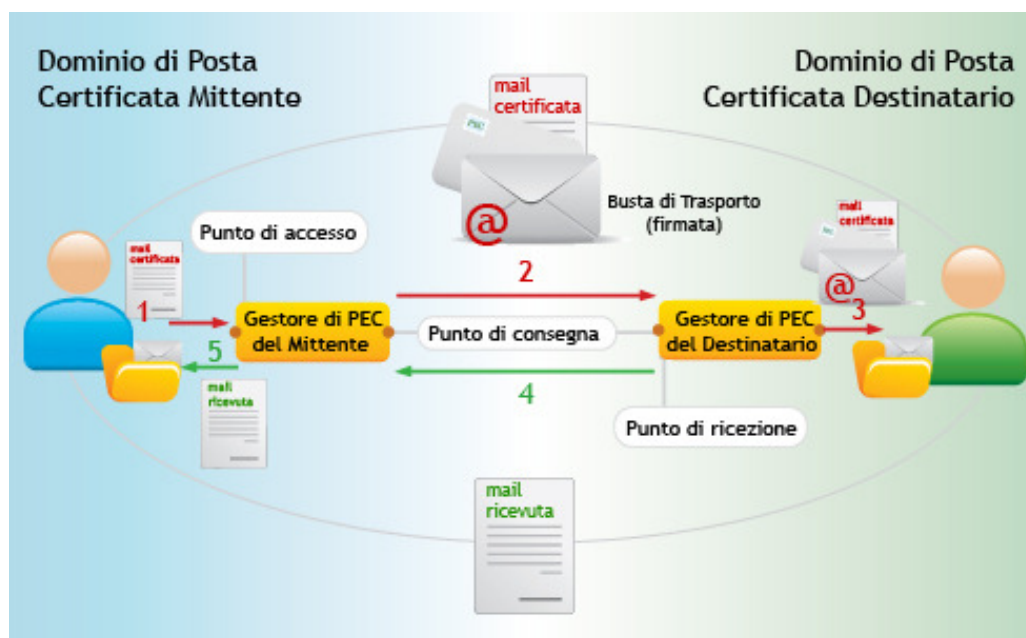 Dominio di Posta
Certificata Mittente
Dominio di Posta
Certificata Destinatario
mail
certificata
PEC
@
Busta di Trasporto
(firmata)
Punto di accesso
mail
certificata
mail
certificata
@
1
2
3
Gestore di PEC
del Mittente
Punto di consegna
Gestore di PEC
del Destinatario
5
4
mail
ricevuta
Punto di ricezione
mail
ricevuta